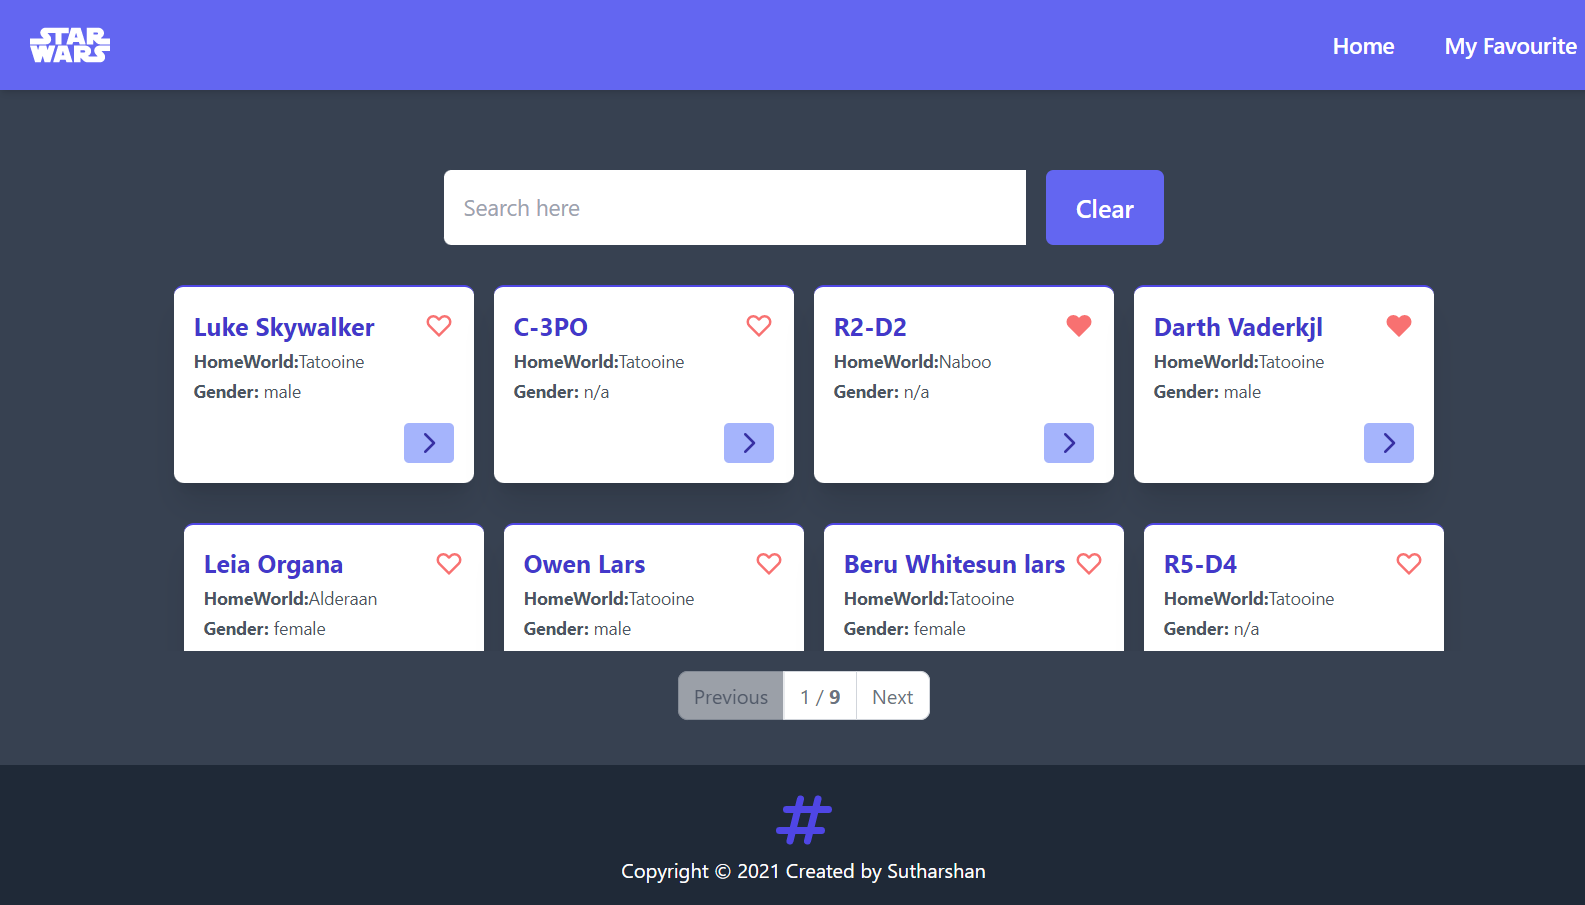 STAR
WARS
Home
My Favourite
Search here
Clear
Luke Skywalker
HomeWorld:Tatooine
Gender: male
C-3PO
HomeWorld:Tatooine
Gender: n/a
R2-D2
HomeWorld:Naboo
Gender: n/a
Darth Vaderkjl
HomeWorld:Tatooine
Gender: male
Leia Organa
HomeWorld:Alderaan
Gender: female
Owen Lars
HomeWorld:Tatooine
Gender: male
Beru Whitesun lars
HomeWorld:Tatooine
Gender: female
R5-D4
HomeWorld:Tatooine
Gender: n/a
Previous
1 / 9
Next
#
Copyright © 2021 Created by Sutharshan